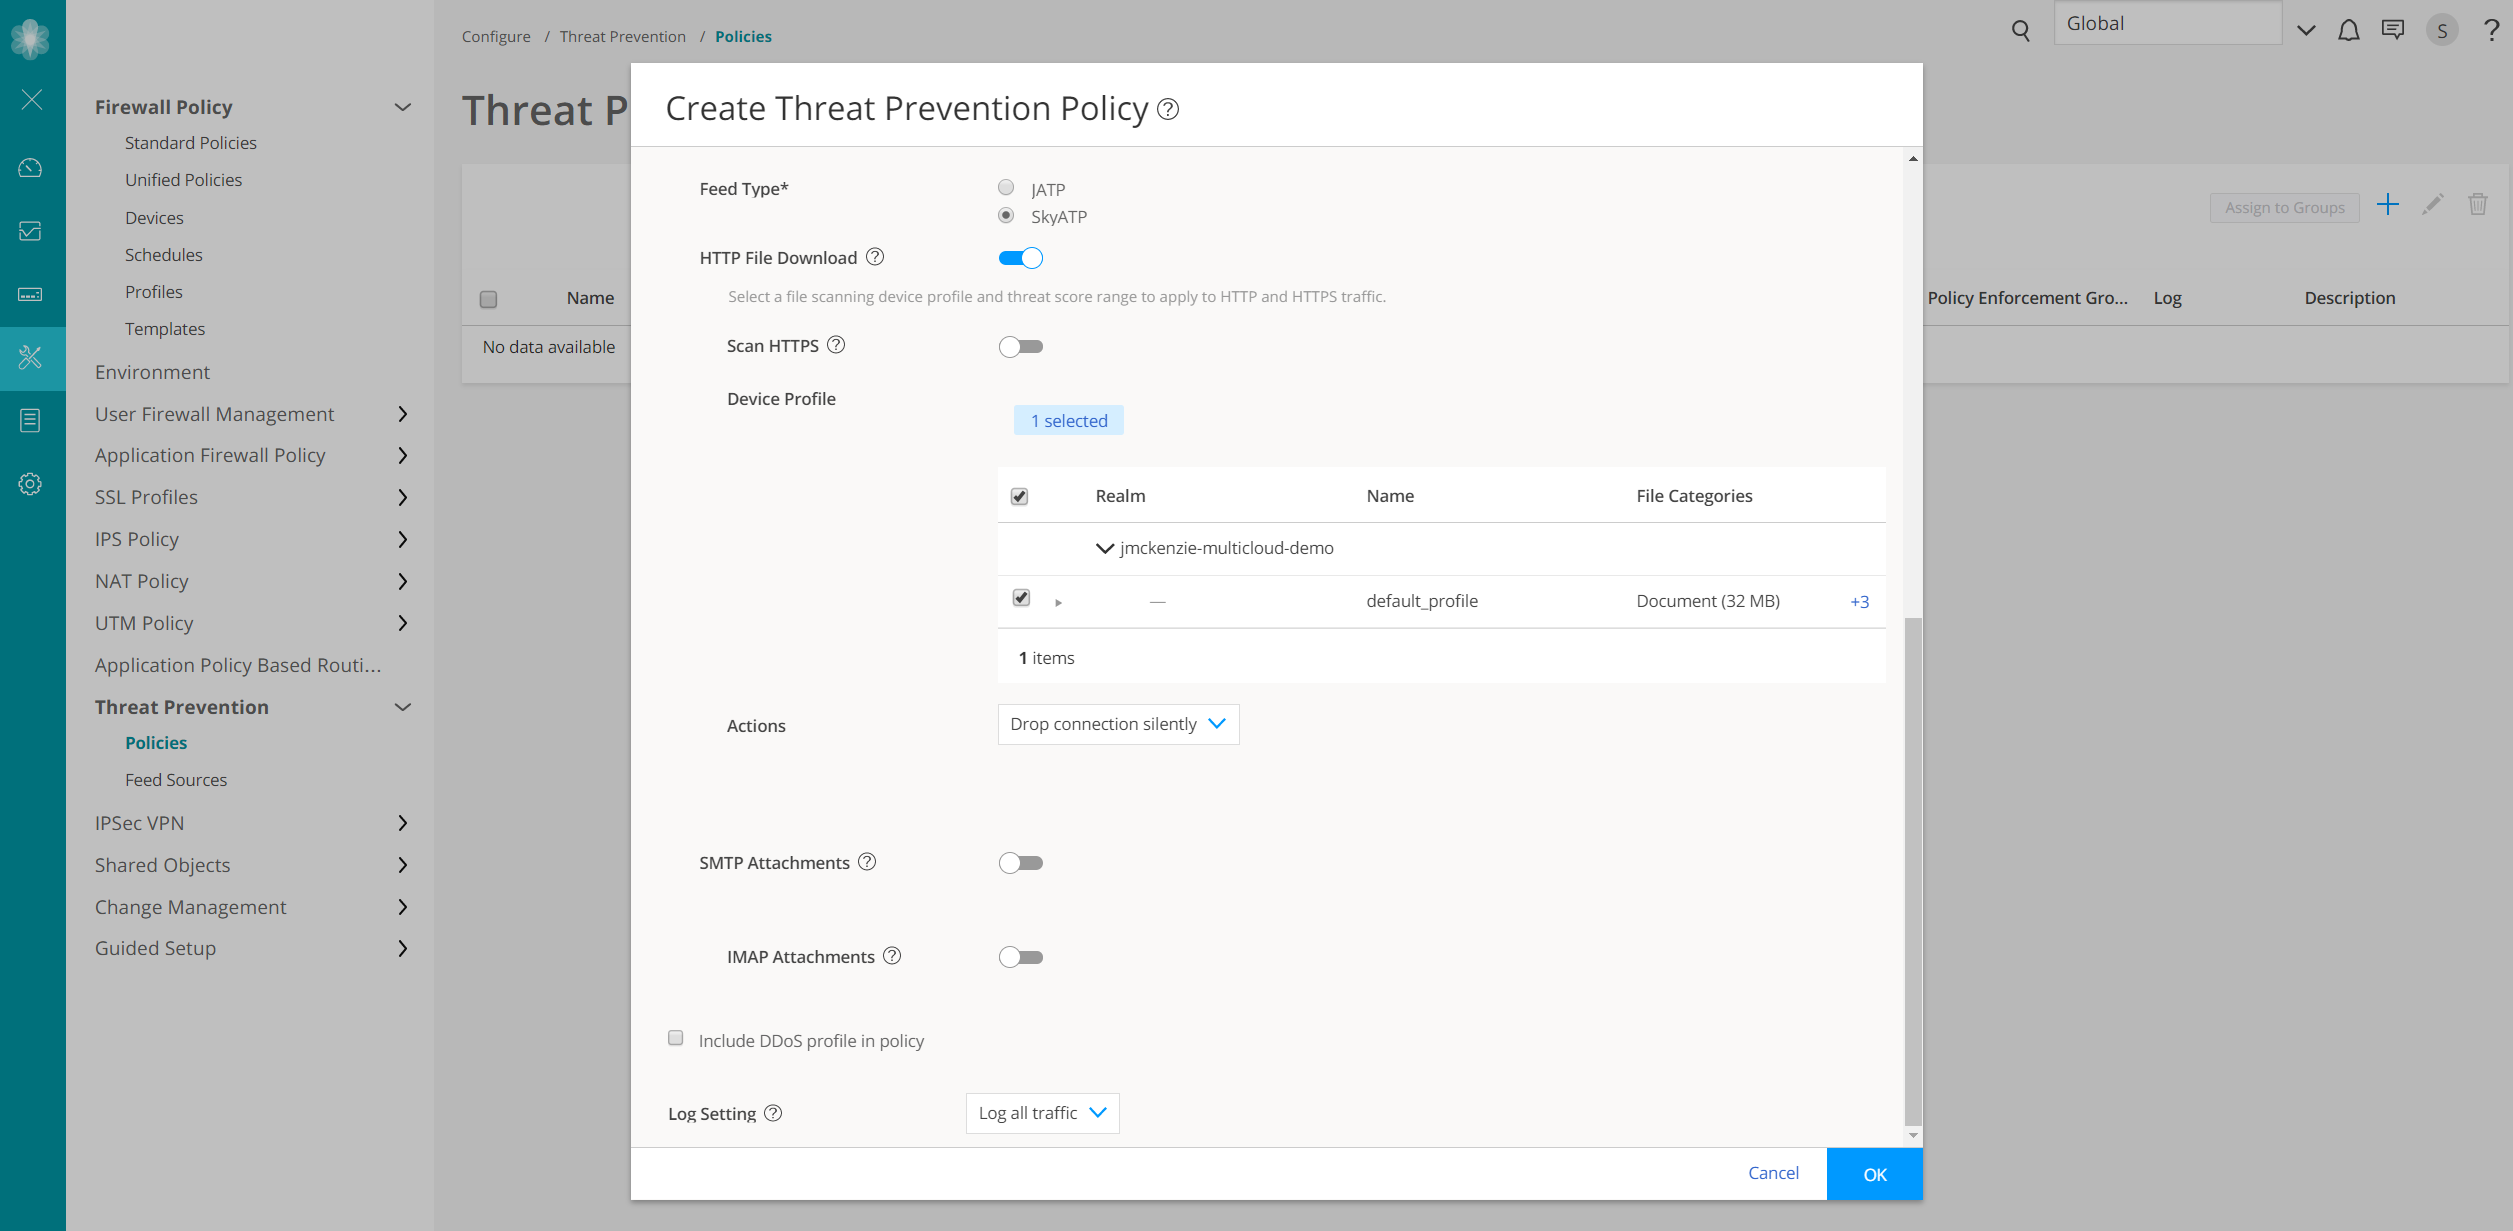 Configure / Threat Prevention / Policies
Global
S
?
Firewall Policy
Standard Policies
Unified Policies
Devices
Schedules
Profiles
Templates
Environment
User Firewall Management
Application Firewall Policy
SSL Profiles
IPS Policy
NAT Policy
UTM Policy
Application Policy Based Routi...
Threat Prevention
Policies
Feed Sources
IPSec VPN
Shared Objects
Change Management
Guided Setup
Threat P
Assign to Groups
Name
Policy Enforcement Gro...
Log
Description
No data available
Create Threat Prevention Policy ?
Feed Type*
JATP
SkyATP
HTTP File Download ?
Select a file scanning device profile and threat score range to apply to HTTP and HTTPS traffic.
Scan HTTPS ?
Device Profile
1 selected
Realm Name File Categories
jmckenzie-multicloud-demo
— default_profile Document (32 MB) +3
1 items
Actions
Drop connection silently
SMTP Attachments ?
IMAP Attachments ?
Include DDoS profile in policy
Log Setting ?
Log all traffic
Cancel
OK